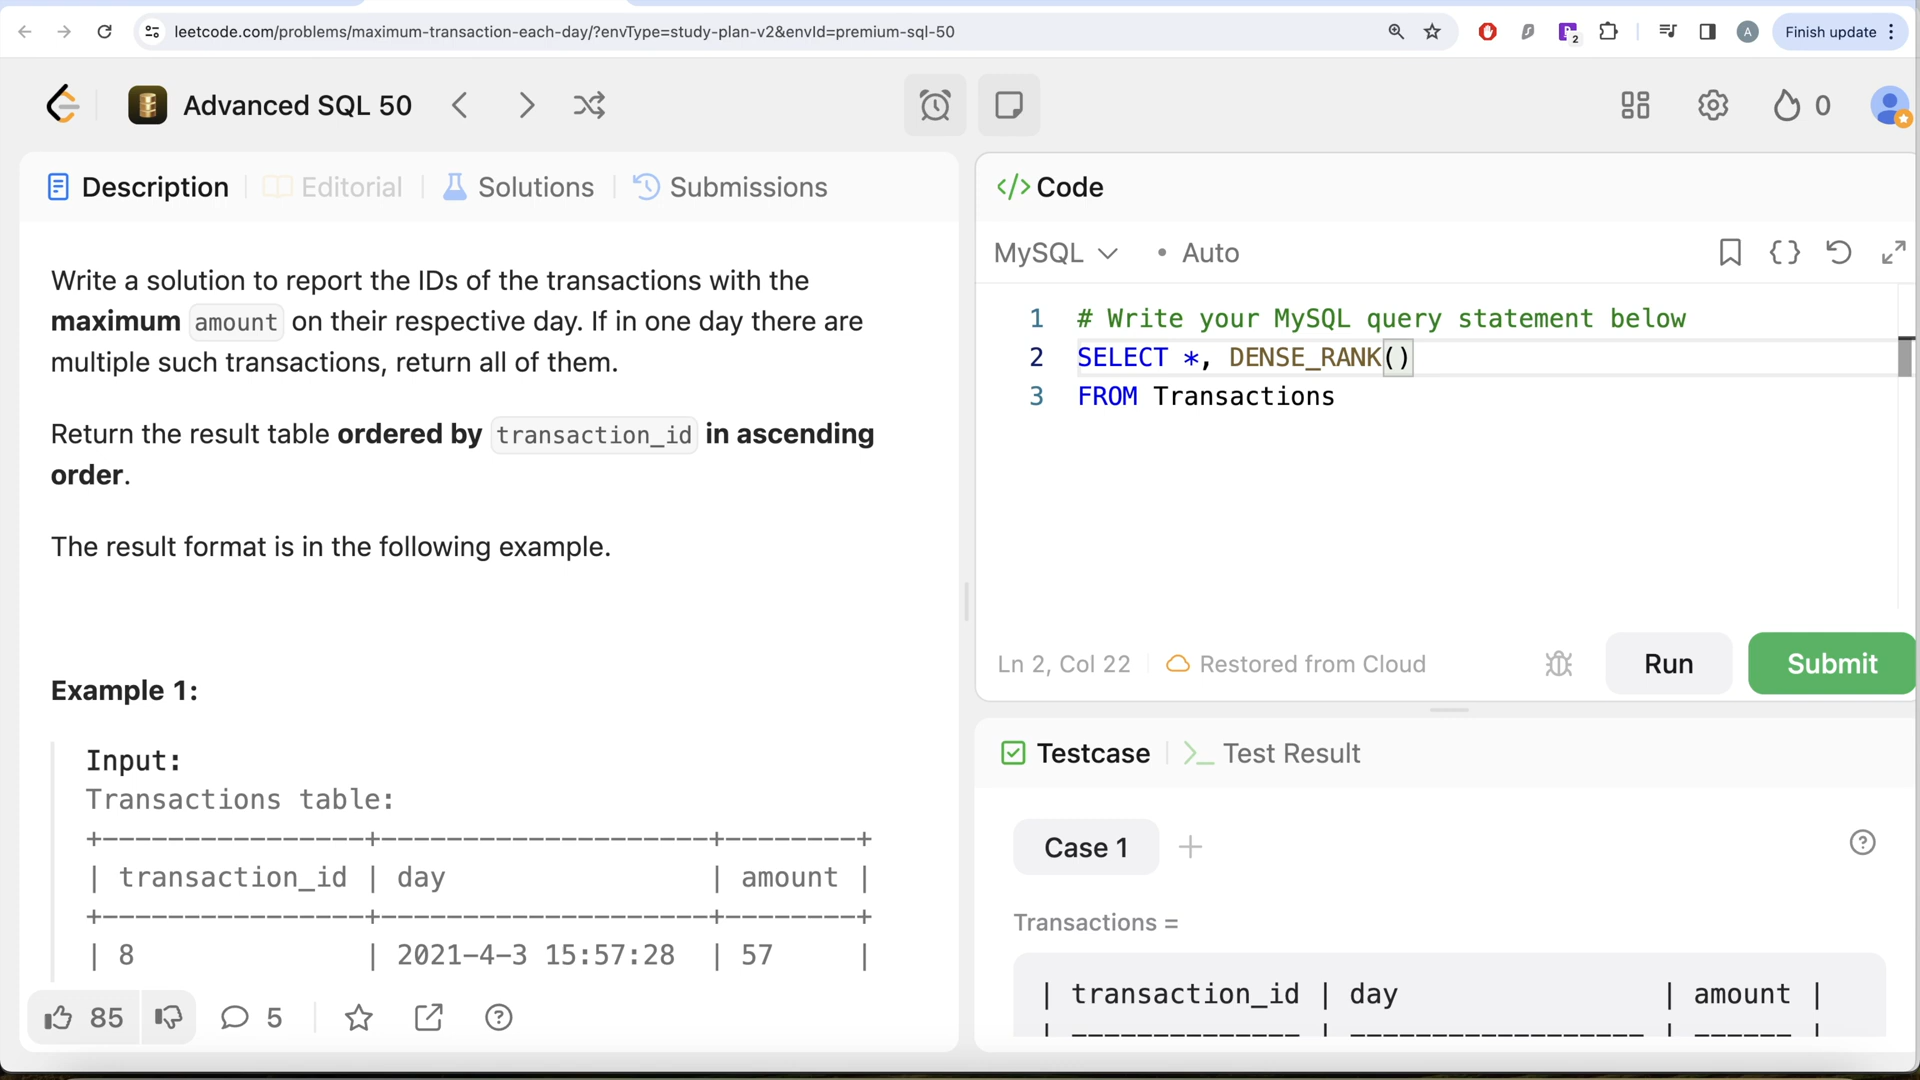 leetcode.com/problems/maximum-transaction-each-day/?envType=study-plan-v2&envId=premium-sql-50
2
A
Finish update
Advanced SQL 50
0
Description
Editorial
Solutions
Submissions
Write a solution to report the IDs of the transactions with the
maximum amount on their respective day. If in one day there are
multiple such transactions, return all of them.
Return the result table ordered by transaction_id in ascending
order.
The result format is in the following example.
Example 1:
Input:
Transactions table:
+----------------+--------------------+--------+
| transaction_id | day                | amount |
+----------------+--------------------+--------+
| 8              | 2021-4-3 15:57:28  | 57     |
85
5
</> Code
MySQL
• Auto
1 # Write your MySQL query statement below
2 SELECT *, DENSE_RANK()
3 FROM Transactions
Ln 2, Col 22
Restored from Cloud
Run
Submit
Testcase
Test Result
Case 1
Transactions =
| transaction_id | day                | amount |
| -------------- | ------------------ | ------ |